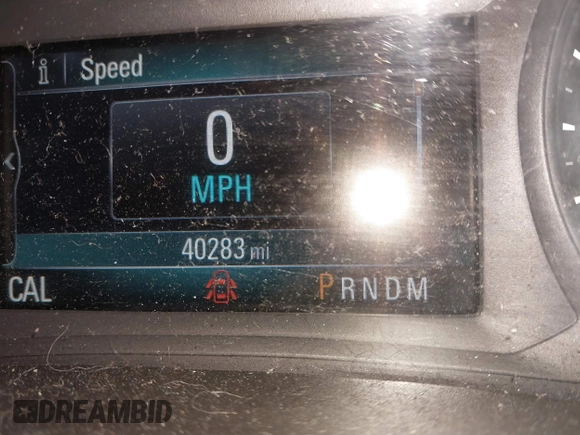 i Speed
0
MPH
40283 mi
CAL PRNDM
DREAMBID